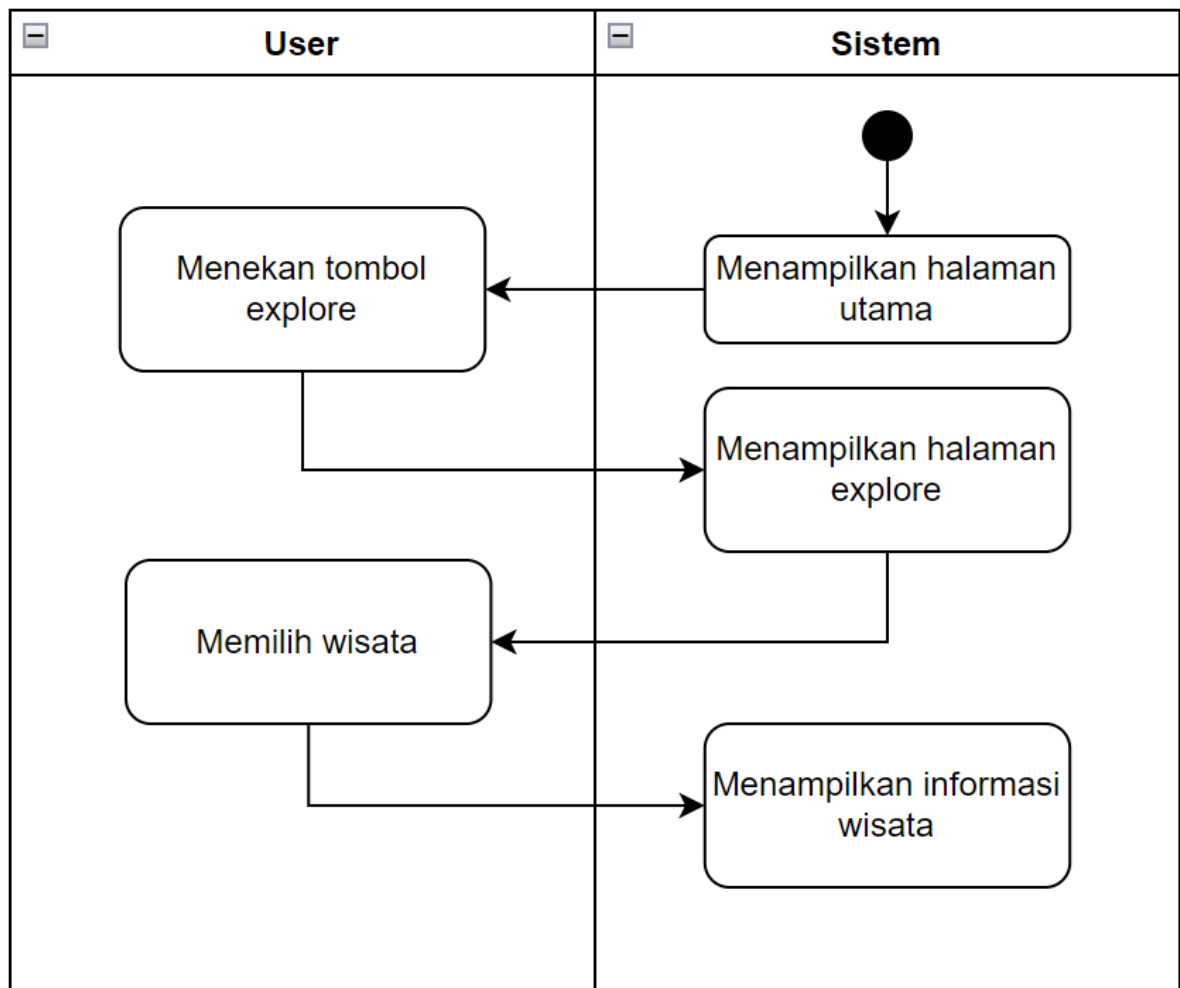 User
Sistem
Menampilkan halaman
utama
Menekan tombol
explore
Menampilkan halaman
explore
Memilih wisata
Menampilkan informasi
wisata